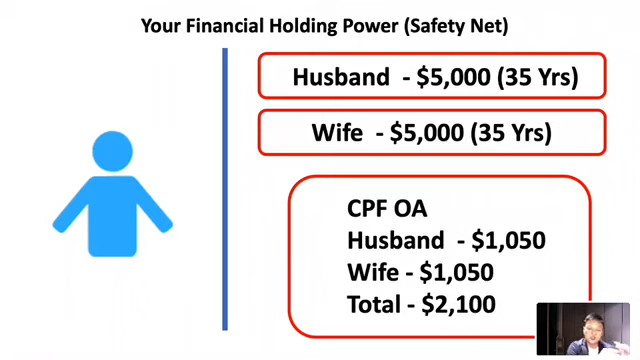 Your Financial Holding Power (Safety Net)
Husband - $5,000 (35 Yrs)
Wife - $5,000 (35 Yrs)
CPF OA
Husband - $1,050
Wife - $1,050
Total - $2,100